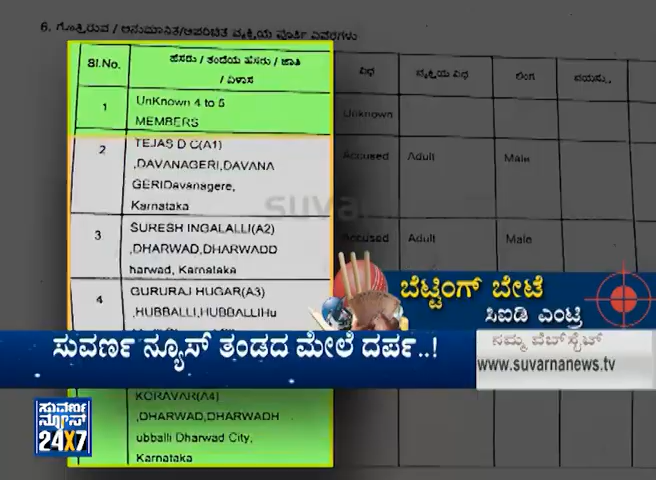 6. ಗೊತ್ತಿರುವ / ಅನುಮಾನಿತ/ಅಪರಿಚಿತ ವ್ಯಕ್ತಿಯ ಪೂರ್ತಿ ವಿವರಗಳು
Sl.No.
ಹೆಸರು / ತಂದೆಯ ಹೆಸರು / ಜಾತಿ
/ ವಿಳಾಸ
ವಿಧ
ವ್ಯಕ್ತಿಯ ವಿಧ
ಲಿಂಗ
ವಯಸು..
1
UnKnown 4 to 5
MEMBERS
Unknown
2
TEJAS D C(A1)
,DAVANAGERI,DAVANA
GERIDavanagere,
Karnataka
Accused
Adult
Male
3
SURESH INGALALLI(A2)
,DHARWAD,DHARWADD
harwad, Karnataka
Accused
Adult
Male
4
GURURAJ HUGAR(A3)
,HUBBALLI,HUBBALLIHu
ಬೆಟ್ಟಿಂಗ್ ಬೇಟೆ
ಸಿಐಡಿ ಎಂಟ್ರಿ
ಸುವರ್ಣ ನ್ಯೂಸ್ ತಂಡದ ಮೇಲೆ ದರ್ಪ..!
ನಮ್ಮ ವೆಬ್‌ಸೈಟ್
www.suvarnanews.tv
KORAVAR(A4)
,DHARWAD,DHARWADH
ubballi Dharwad City,
Karnataka
ಸುವರ್ಣ
ನ್ಯೂಸ್
24X7